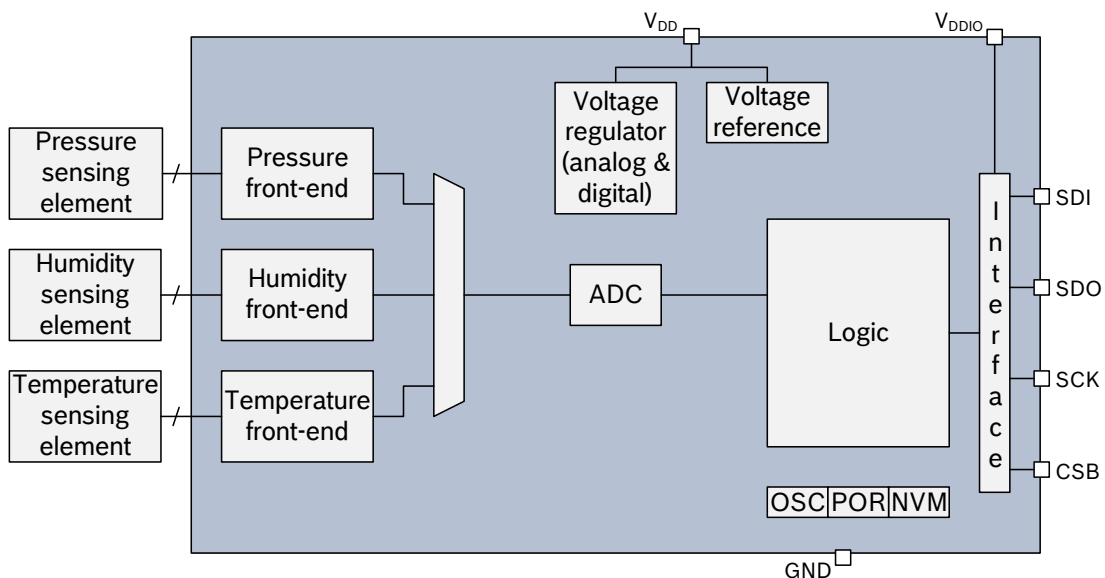 VDD
VDDIO
Voltage
regulator
(analog &
digital)
Voltage
reference
Pressure
sensing
element
Pressure
front-end
Humidity
sensing
element
Humidity
front-end
Temperature
sensing
element
Temperature
front-end
ADC
Logic
OSC POR NVM
Interface
SDI
SDO
SCK
CSB
GND